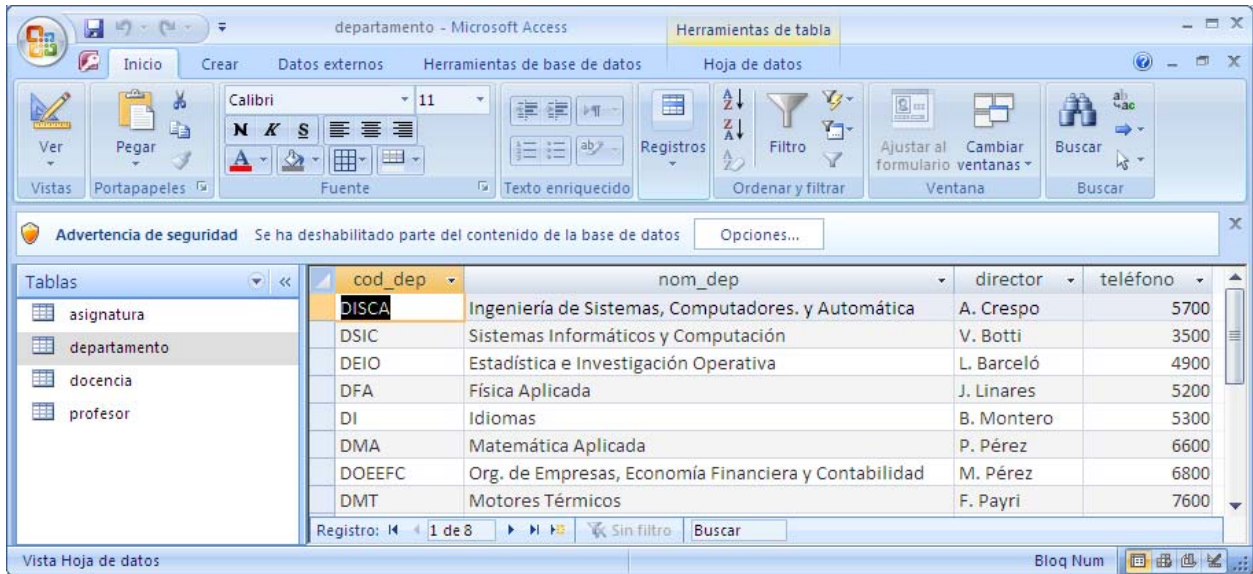 departamento - Microsoft Access
Herramientas de tabla
Inicio Crear Datos externos Herramientas de base de datos Hoja de datos
Ver
Pegar
Calibri 11
N K S
Registros
Filtro
Ajustar al formulario
Cambiar ventanas
Buscar
Vistas Portapapeles Fuente Texto enriquecido Ordenar y filtrar Ventana Buscar
Advertencia de seguridad Se ha deshabilitado parte del contenido de la base de datos Opciones...
Tablas
asignatura
departamento
docencia
profesor
cod_dep nom_dep director teléfono
DISCA Ingeniería de Sistemas, Computadores. y Automática A. Crespo 5700
DSIC Sistemas Informáticos y Computación V. Botti 3500
DEIO Estadística e Investigación Operativa L. Barceló 4900
DFA Física Aplicada J. Linares 5200
DI Idiomas B. Montero 5300
DMA Matemática Aplicada P. Pérez 6600
DOEEFC Org. de Empresas, Economía Financiera y Contabilidad M. Pérez 6800
DMT Motores Térmicos F. Payri 7600
Registro: 1 de 8 Sin filtro Buscar
Vista Hoja de datos Bloq Num